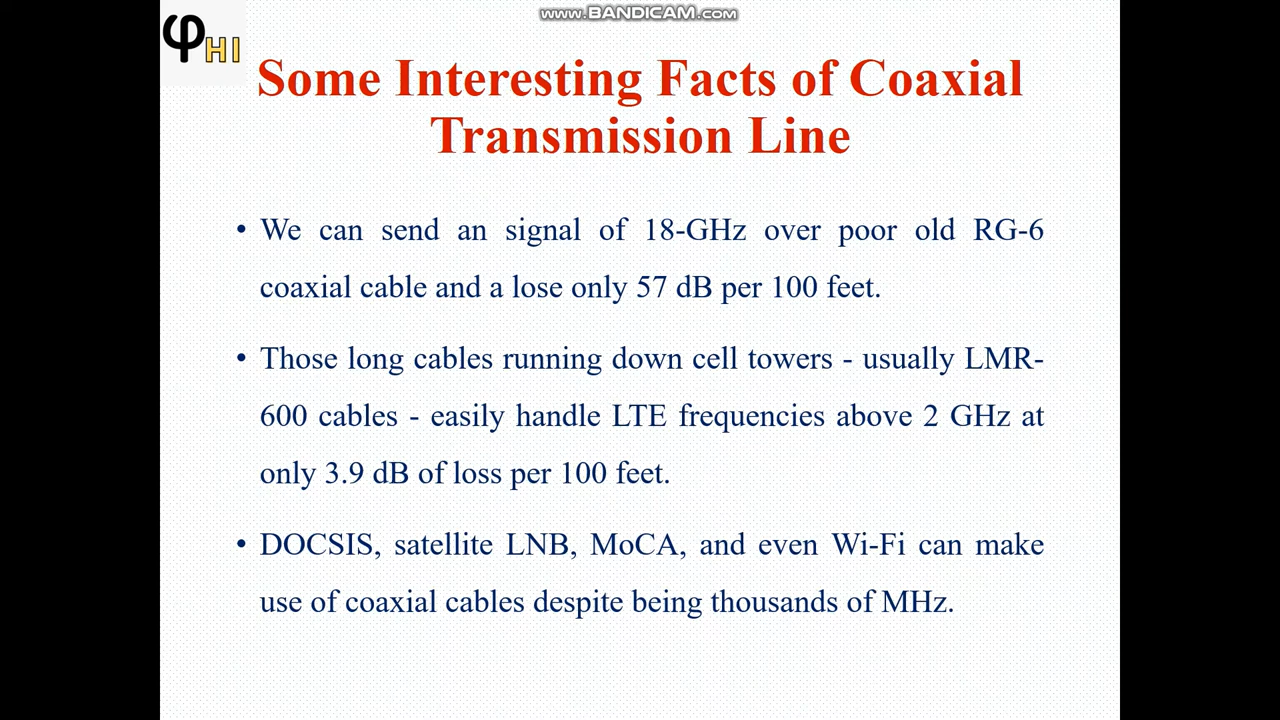 www.BANDICAM.com
φHI
Some Interesting Facts of Coaxial
Transmission Line
• We can send an signal of 18-GHz over poor old RG-6
coaxial cable and a lose only 57 dB per 100 feet.
• Those long cables running down cell towers - usually LMR-
600 cables - easily handle LTE frequencies above 2 GHz at
only 3.9 dB of loss per 100 feet.
• DOCSIS, satellite LNB, MoCA, and even Wi-Fi can make
use of coaxial cables despite being thousands of MHz.